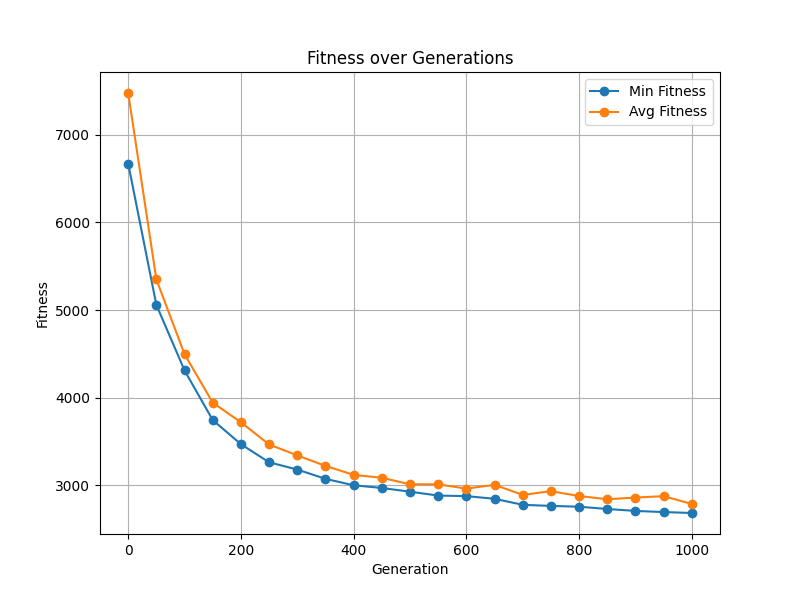 Fitness over Generations
Min Fitness
Avg Fitness
7000
6000
5000
4000
3000
Fitness
0 200 400 600 800 1000
Generation